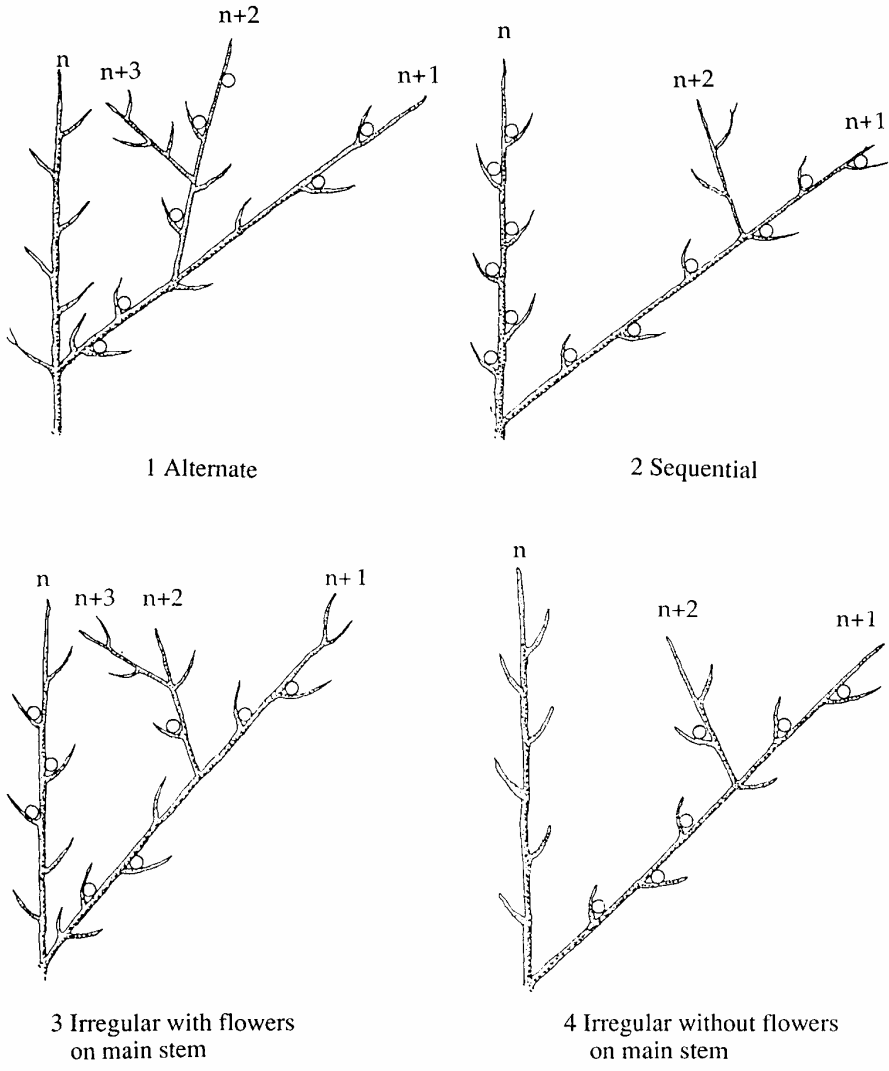 n+2
n
n+3
n+1
1 Alternate
n
n+2
n+1
2 Sequential
n
n+3
n+2
n+1
3 Irregular with flowers
on main stem
n
n+2
n+1
4 Irregular without flowers
on main stem